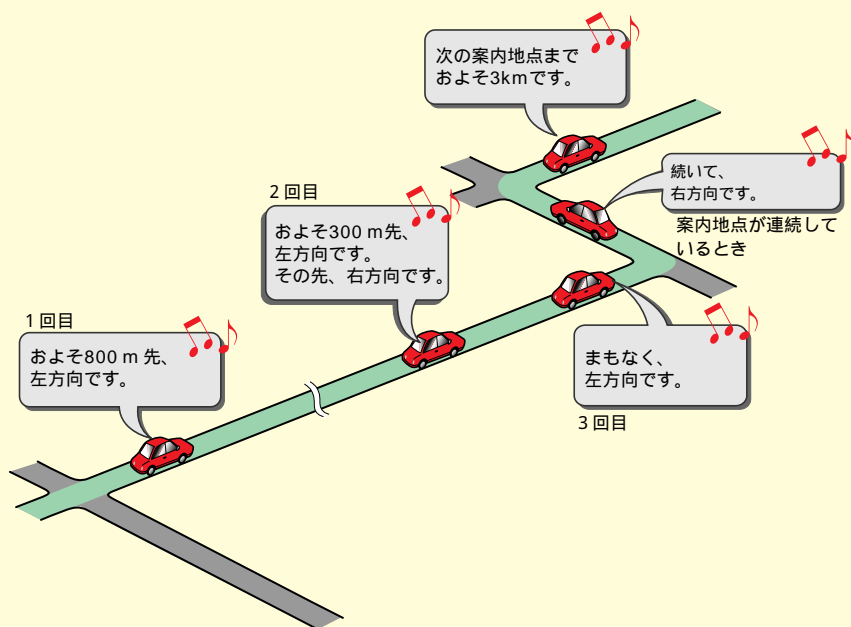 次の案内地点まで
およそ3kmです。
続いて、
右方向です。
案内地点が連続して
いるとき
2回目
およそ300m先、
左方向です。
その先、右方向です。
1回目
およそ800m先、
左方向です。
まもなく、
左方向です。
3回目